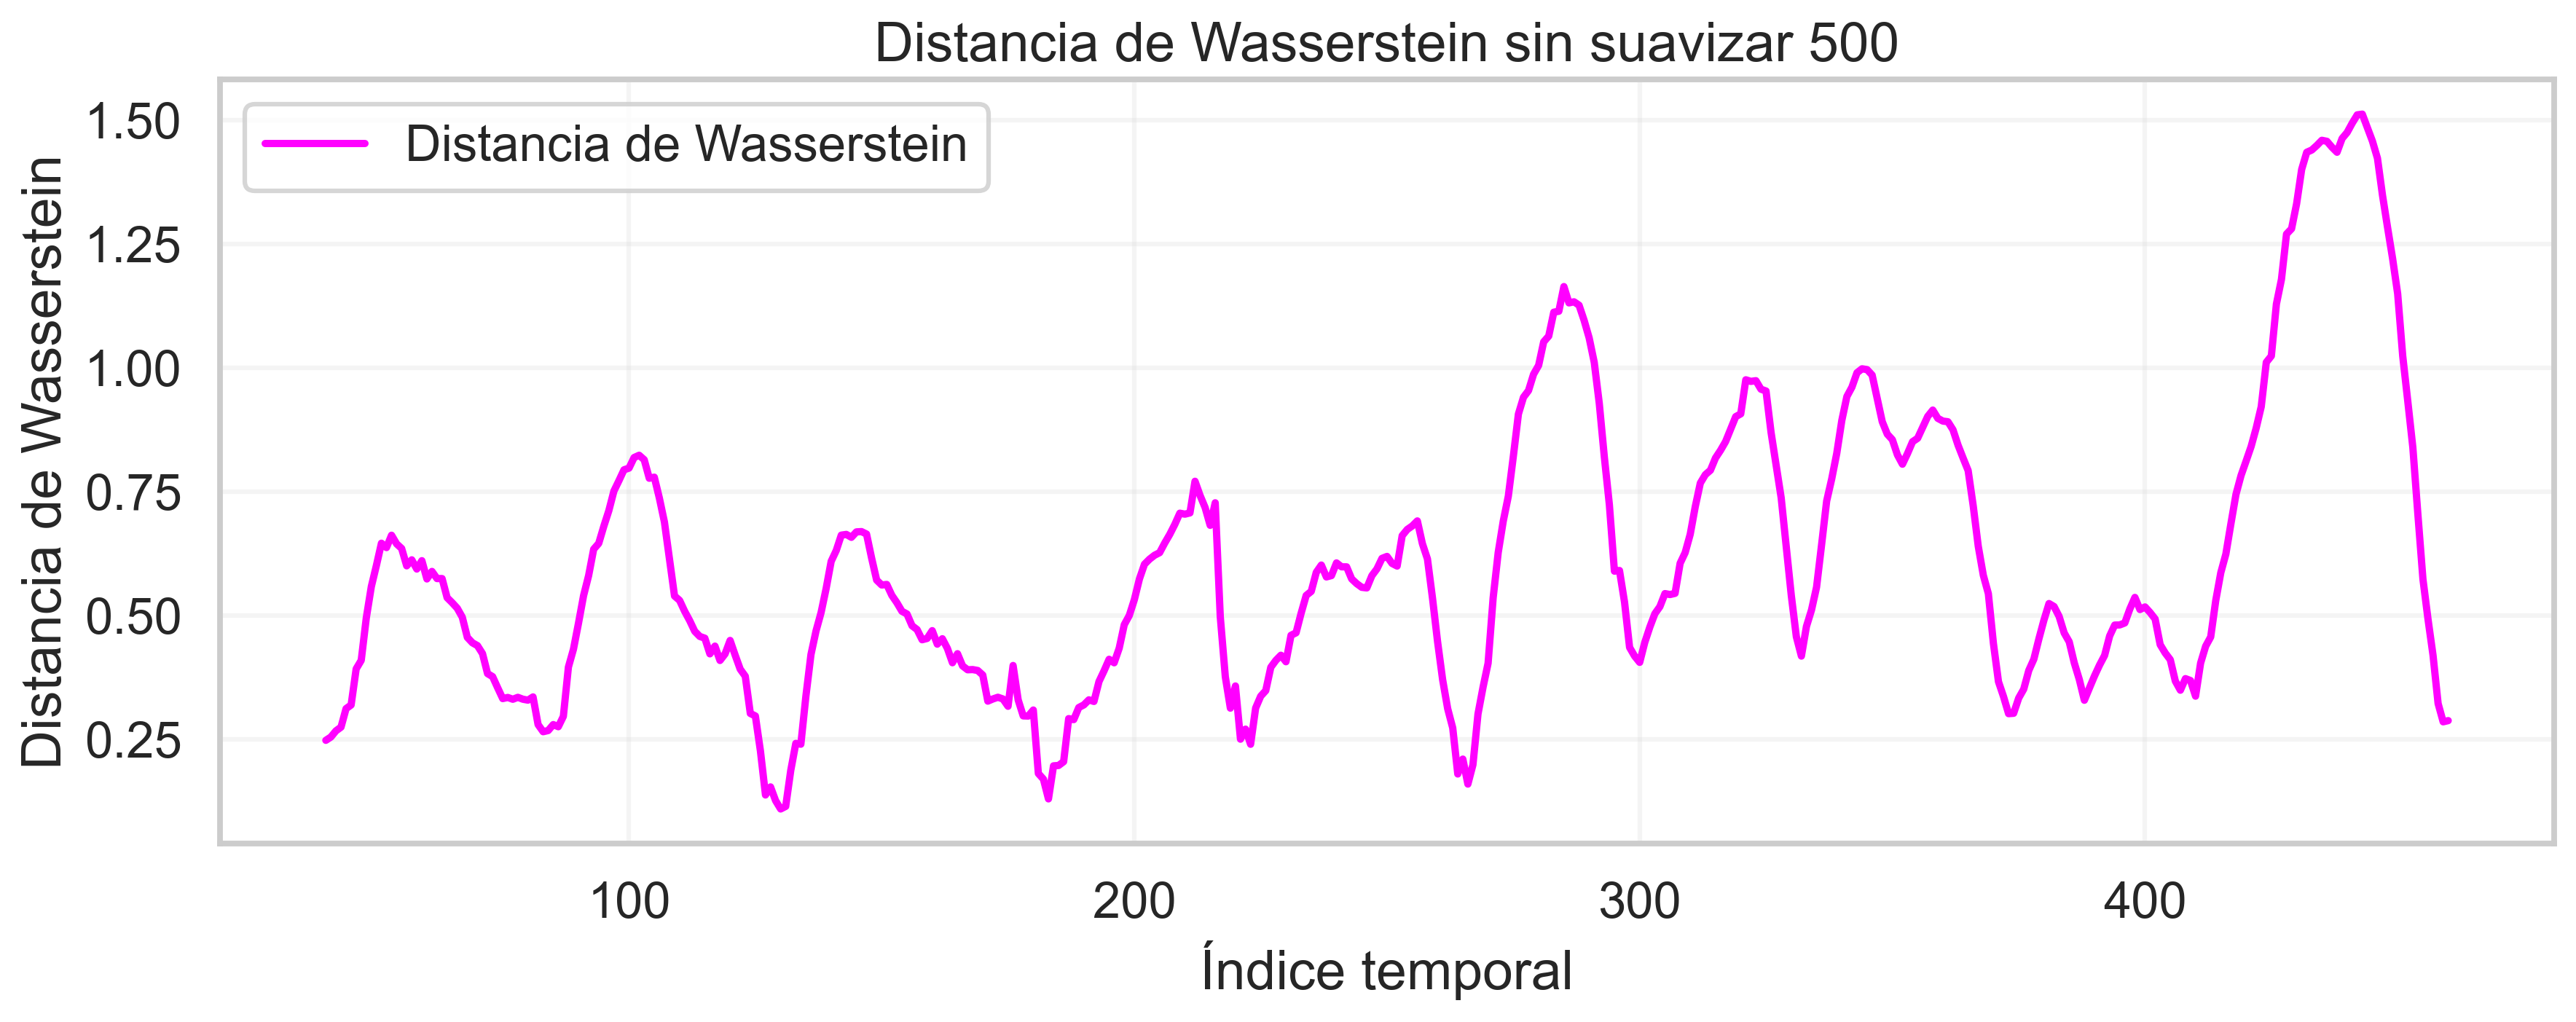 Distancia de Wasserstein sin suavizar 500
Distancia de Wasserstein
Distancia de Wasserstein
1.50
1.25
1.00
0.75
0.50
0.25
100
200
300
400
Índice temporal